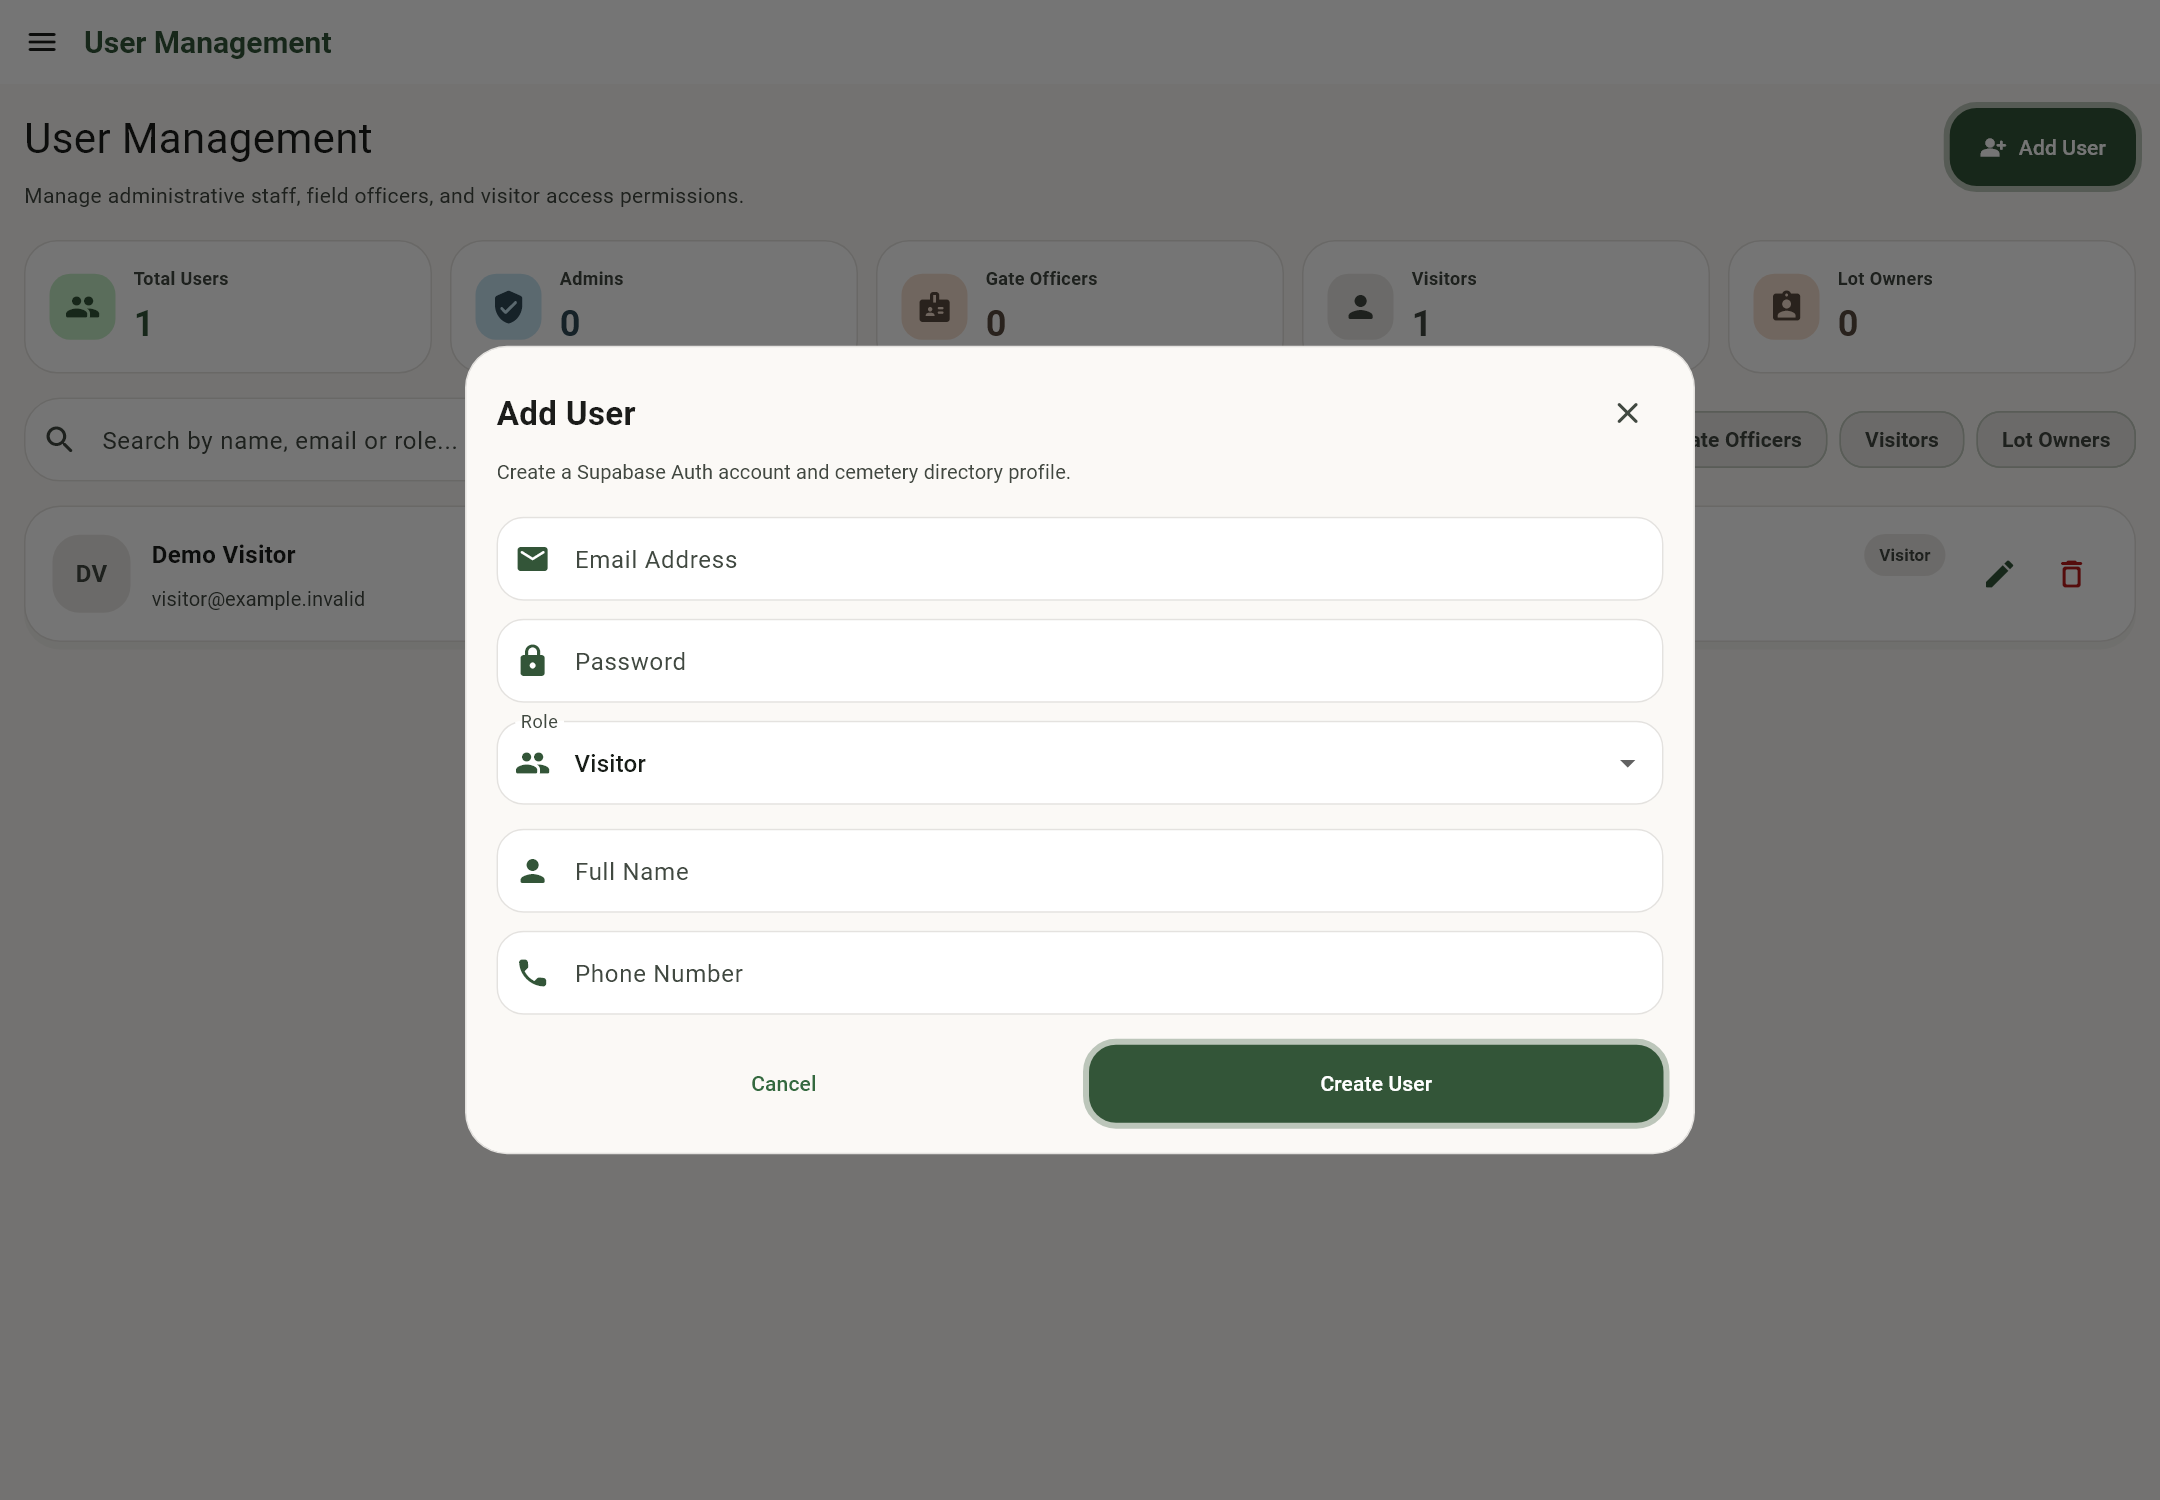 User Management
User Management
Add User
Manage administrative staff, field officers, and visitor access permissions.
Total Users
1
Admins
0
Gate Officers
0
Visitors
1
Lot Owners
0
Search by name, email or role...
ate Officers
Visitors
Lot Owners
DV
Demo Visitor
visitor@example.invalid
Visitor
Add User
Create a Supabase Auth account and cemetery directory profile.
Email Address
Password
Role
Visitor
Full Name
Phone Number
Cancel
Create User